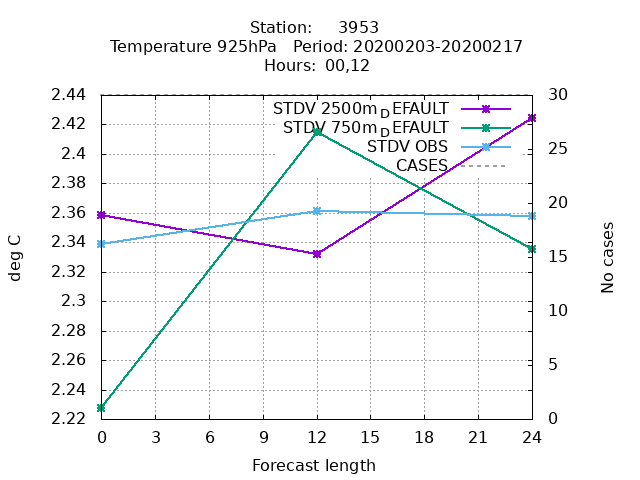 Station: 3953
Temperature 925hPa Period: 20200203-20200217
Hours: 00,12
2.44
2.42
2.4
2.38
2.36
2.34
2.32
2.3
2.28
2.26
2.24
2.22
deg C
STDV 2500m_DEFAULT
STDV 750m_DEFAULT
STDV OBS
CASES
30
25
20
15
10
5
0
No cases
0 3 6 9 12 15 18 21 24
Forecast length